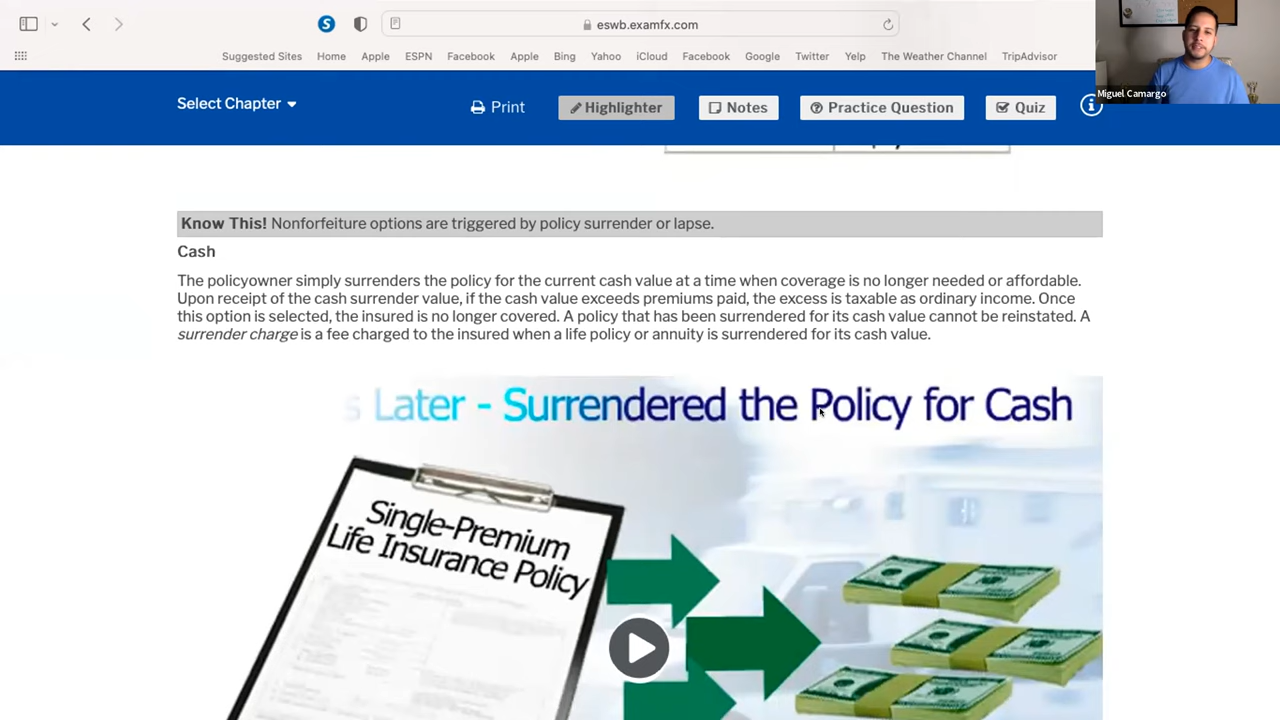 eswb.examfx.com
Suggested Sites Home Apple ESPN Facebook Apple Bing Yahoo iCloud Facebook Google Twitter Yelp The Weather Channel TripAdvisor
Miguel Camargo
Select Chapter Print Highlighter Notes Practice Question Quiz
Know This! Nonforfeiture options are triggered by policy surrender or lapse.
Cash
The policyowner simply surrenders the policy for the current cash value at a time when coverage is no longer needed or affordable.
Upon receipt of the cash surrender value, if the cash value exceeds premiums paid, the excess is taxable as ordinary income. Once
this option is selected, the insured is no longer covered. A policy that has been surrendered for its cash value cannot be reinstated. A
surrender charge is a fee charged to the insured when a life policy or annuity is surrendered for its cash value.
s Later - Surrendered the Policy for Cash
Single-Premium
Life Insurance Policy